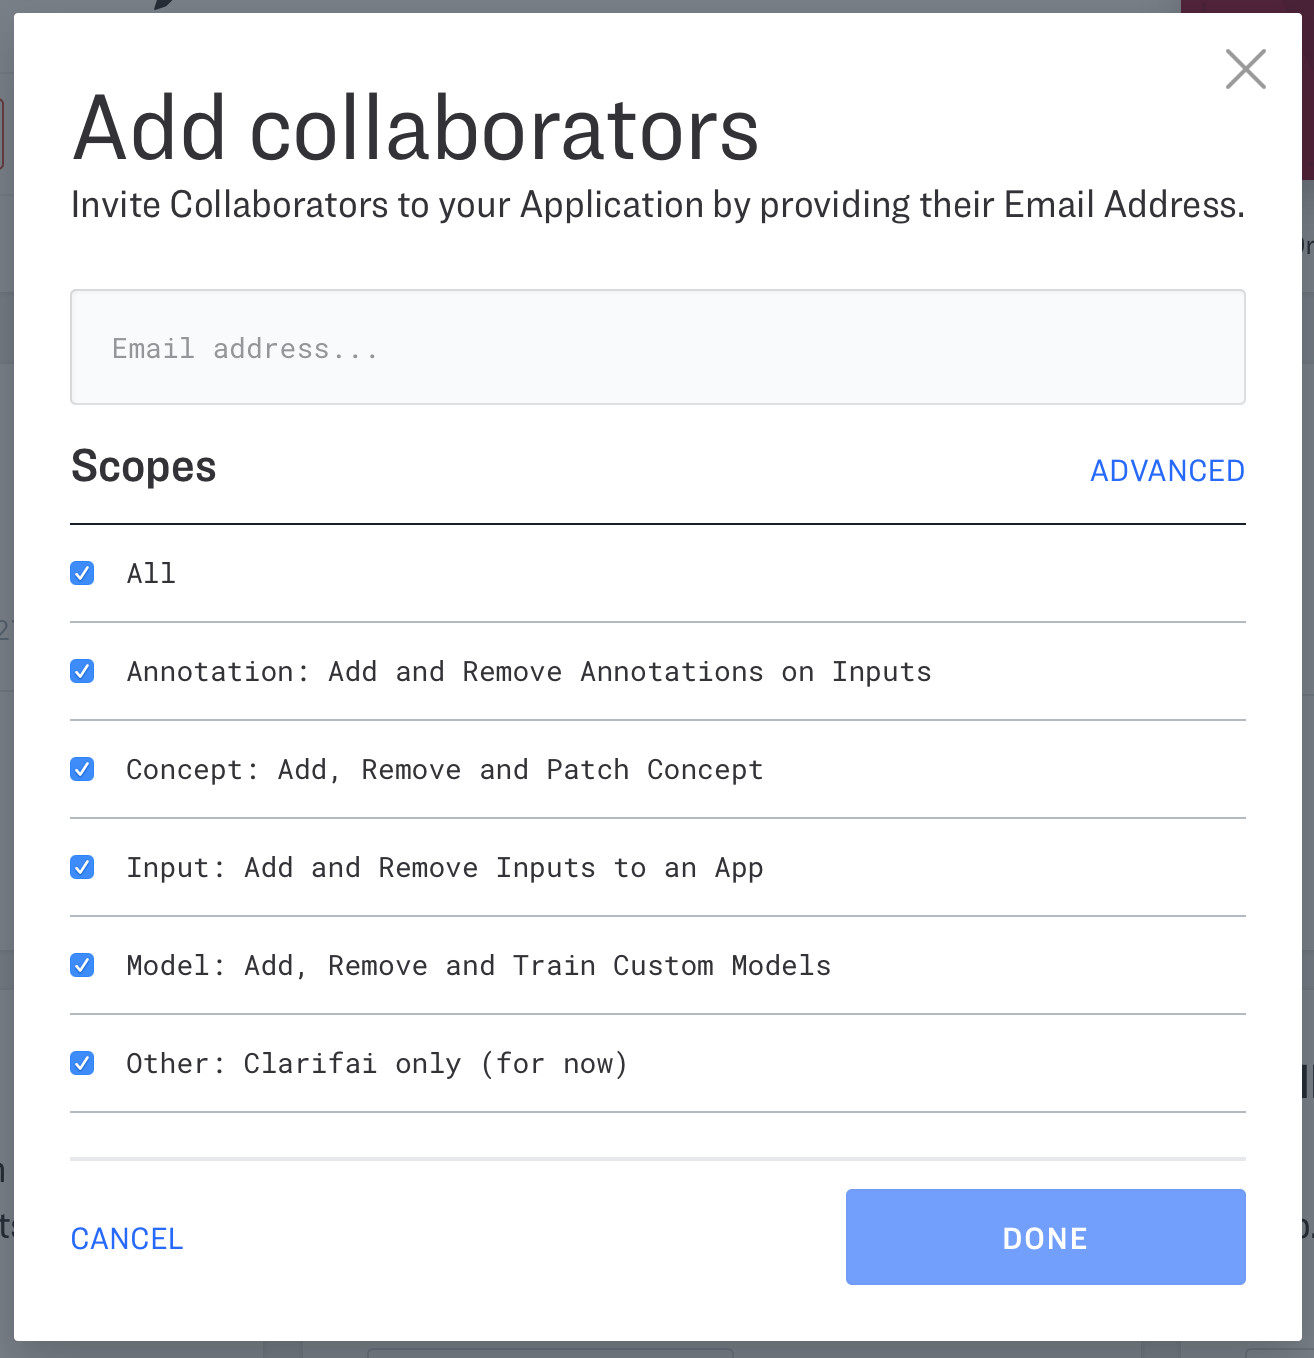 Add collaborators
Invite Collaborators to your Application by providing their Email Address.
Email address...
Scopes
ADVANCED
All
Annotation: Add and Remove Annotations on Inputs
Concept: Add, Remove and Patch Concept
Input: Add and Remove Inputs to an App
Model: Add, Remove and Train Custom Models
Other: Clarifai only (for now)
CANCEL
DONE